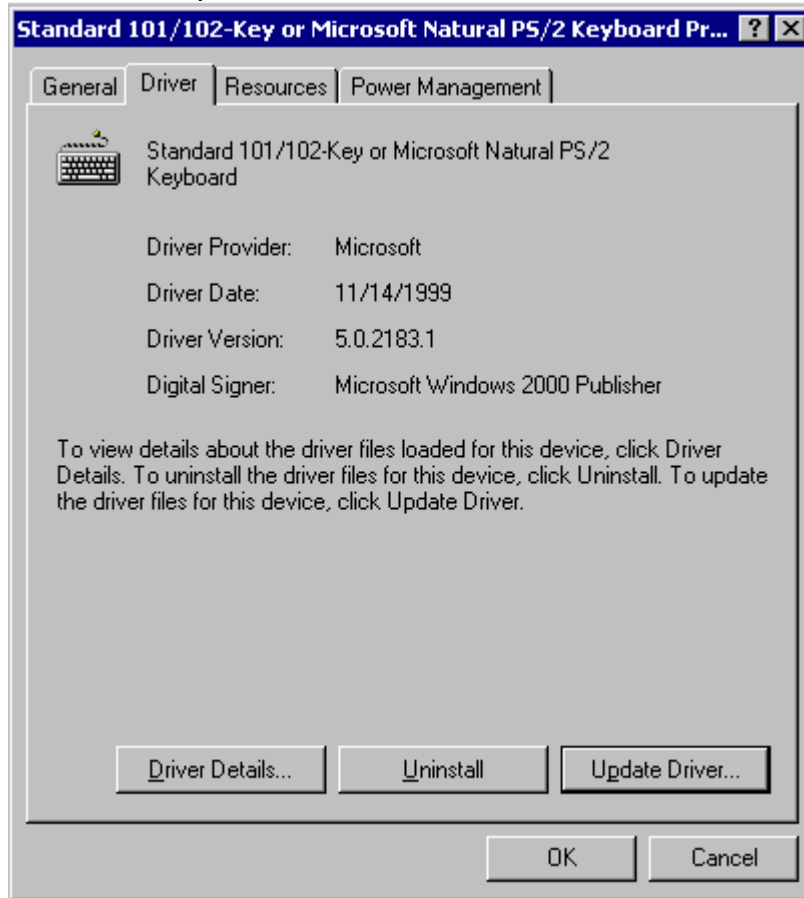 Standard 101/102-Key or Microsoft Natural PS/2 Keyboard Pr...
General Driver Resources Power Management
Standard 101/102-Key or Microsoft Natural PS/2
Keyboard
Driver Provider: Microsoft
Driver Date: 11/14/1999
Driver Version: 5.0.2183.1
Digital Signer: Microsoft Windows 2000 Publisher
To view details about the driver files loaded for this device, click Driver
Details. To uninstall the driver files for this device, click Uninstall. To update
the driver files for this device, click Update Driver.
Driver Details... Uninstall Update Driver...
OK Cancel